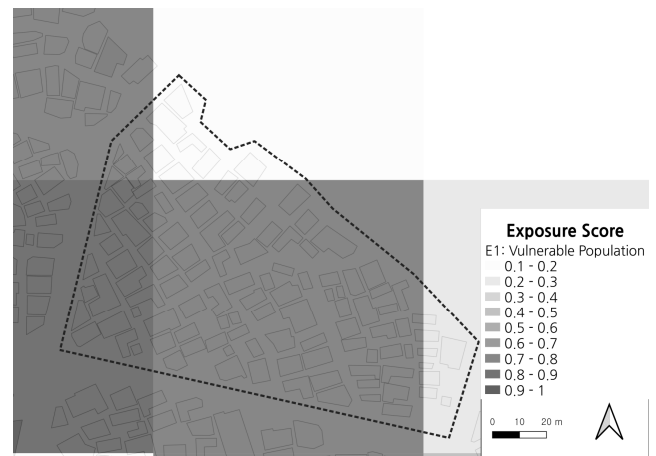 Exposure Score
E1: Vulnerable Population
0.1 - 0.2
0.2 - 0.3
0.3 - 0.4
0.4 - 0.5
0.5 - 0.6
0.6 - 0.7
0.7 - 0.8
0.8 - 0.9
0.9 - 1
0 10 20 m